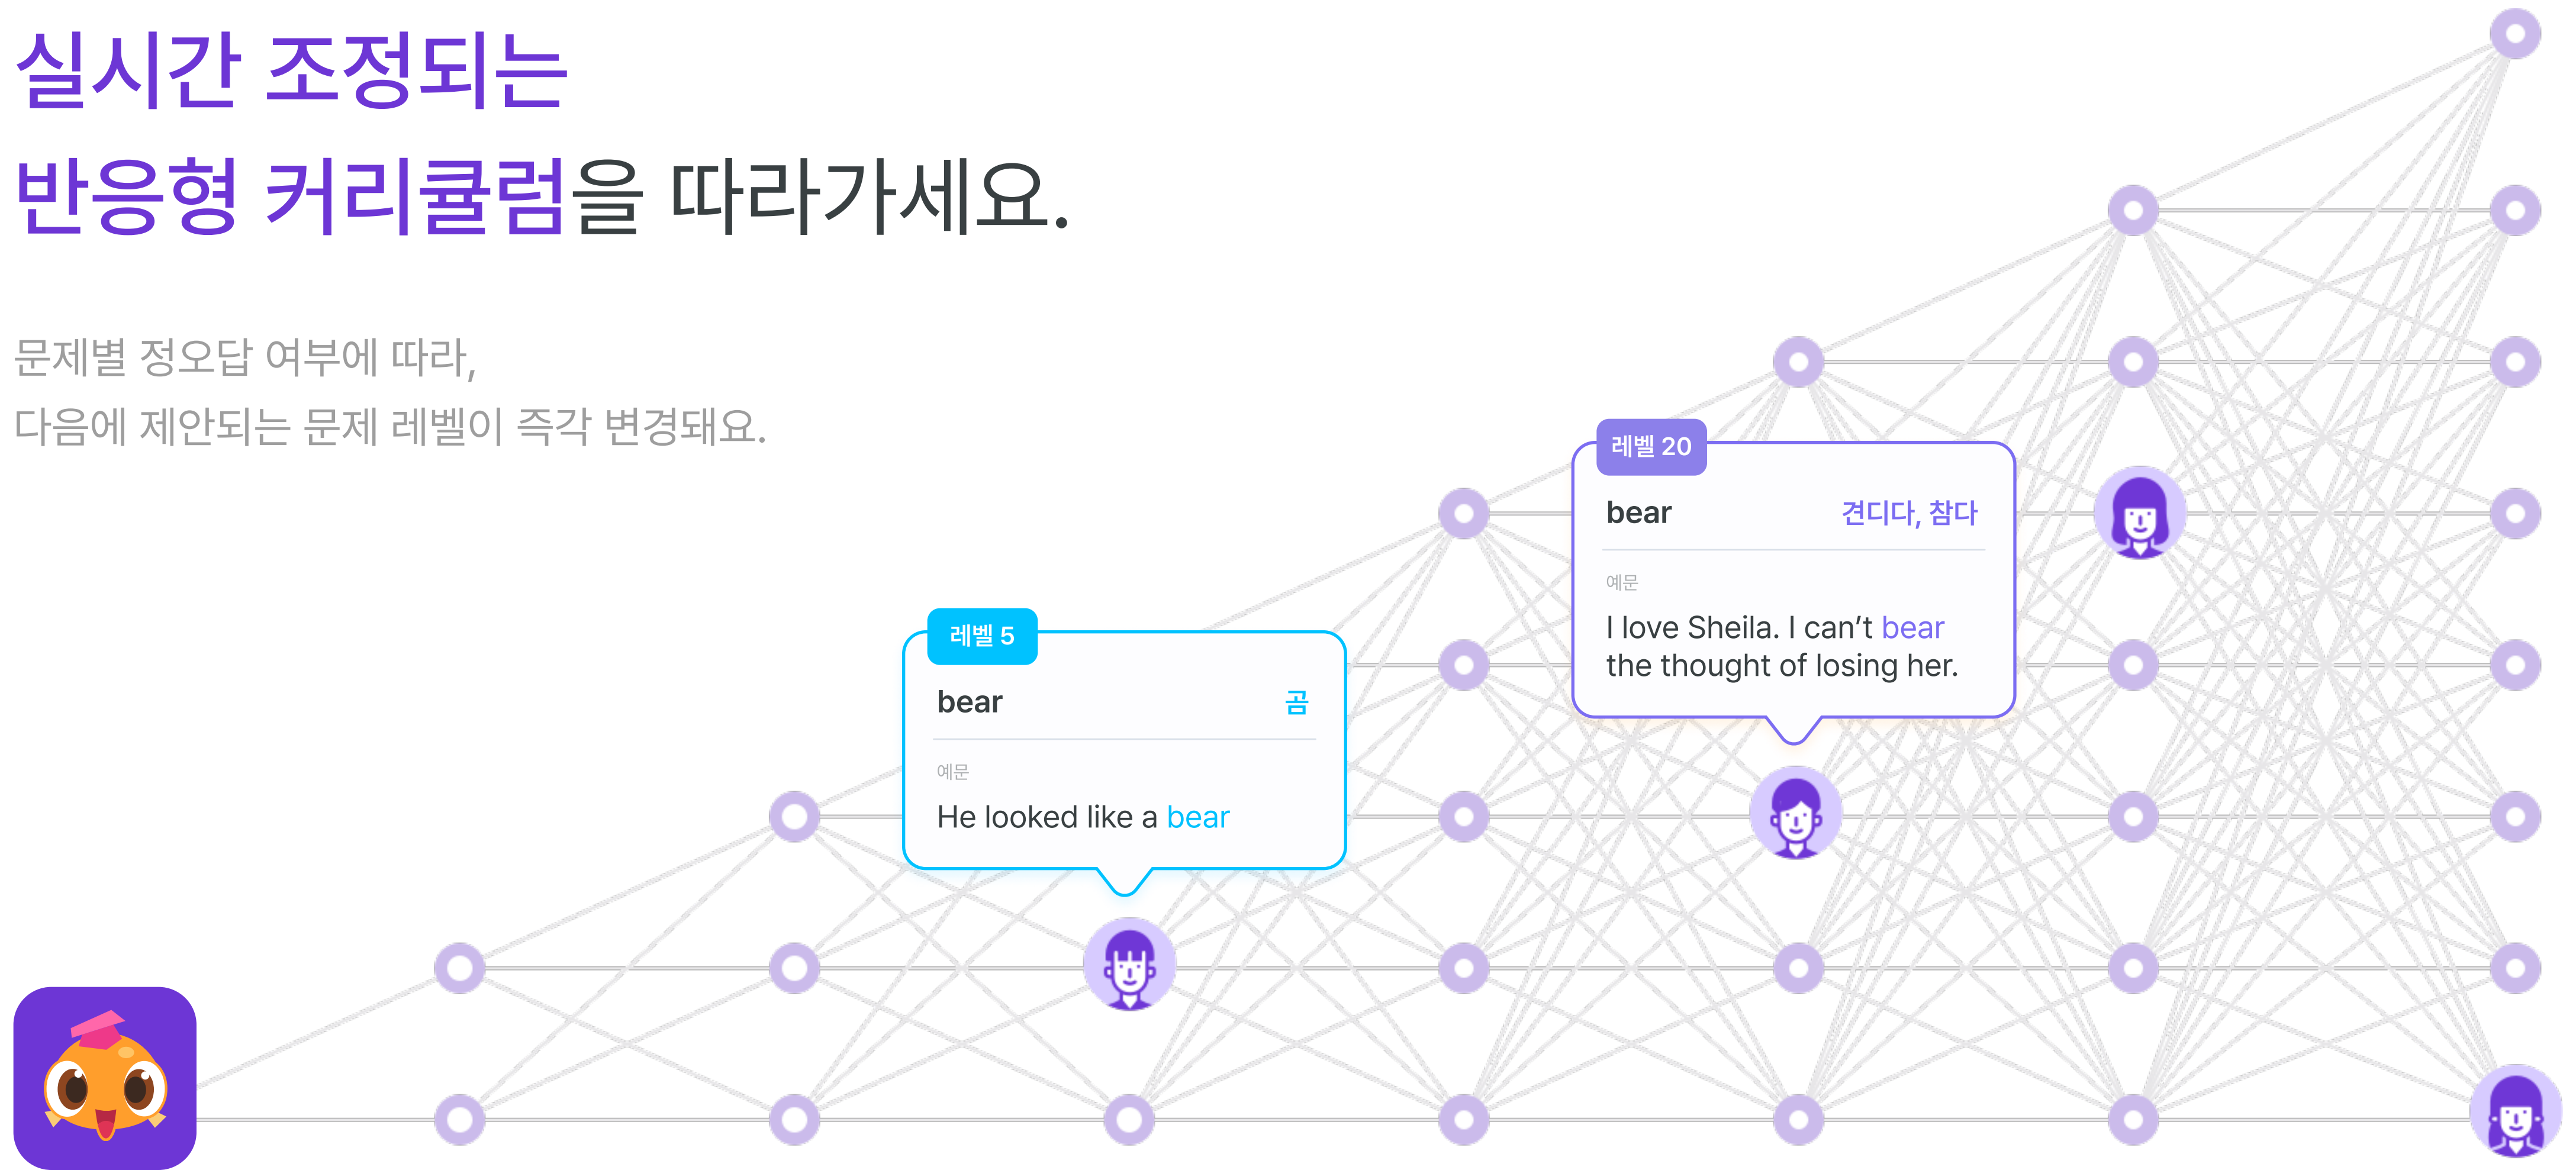 실시간 조정되는
반응형 커리큘럼을 따라가세요.
문제별 정오답 여부에 따라,
다음에 제안되는 문제 레벨이 즉각 변경돼요.
레벨 5
bear 곰
예문
He looked like a bear
레벨 20
bear 견디다, 참다
예문
I love Sheila. I can’t bear
the thought of losing her.